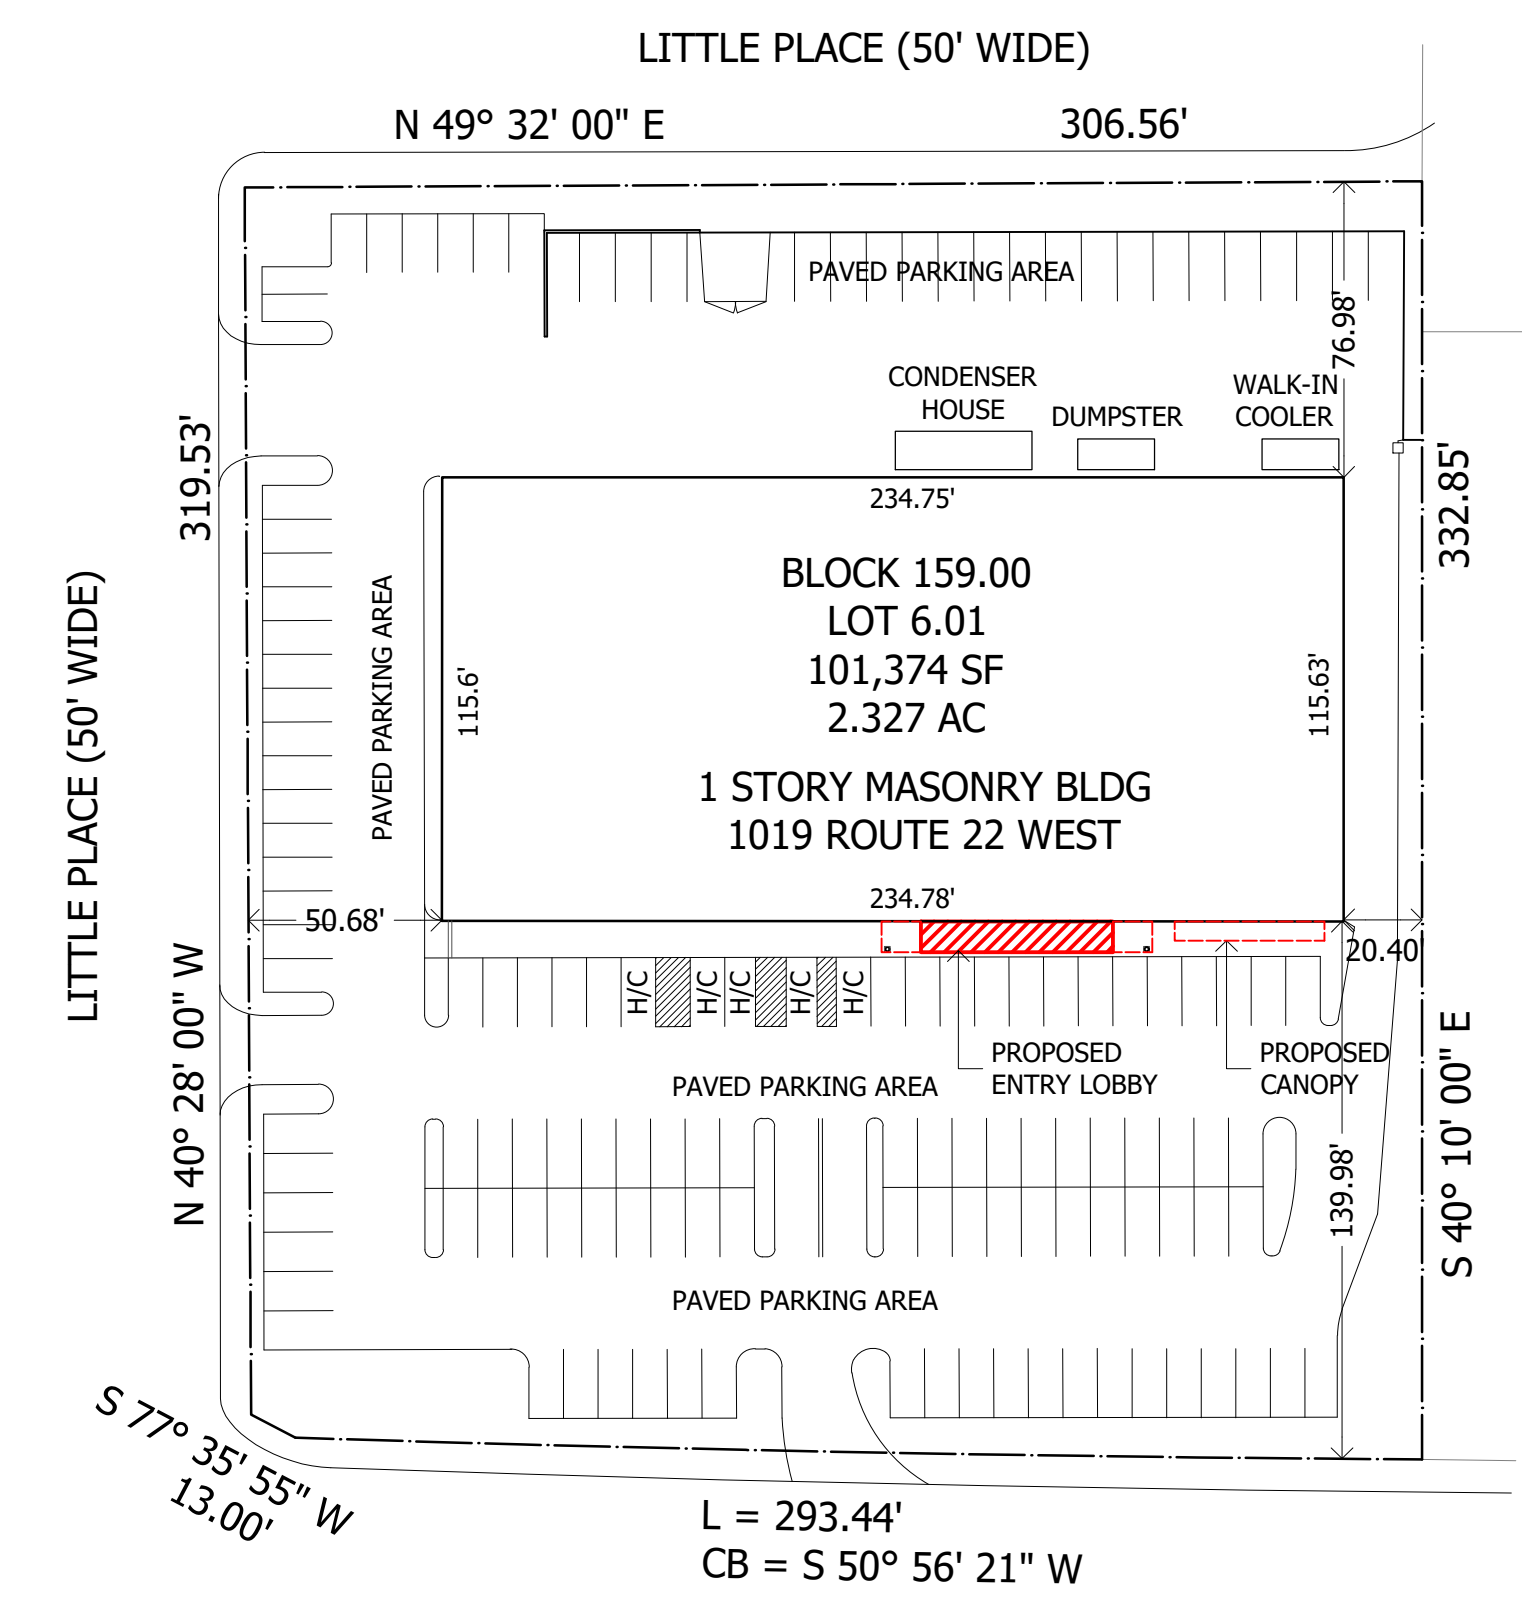 LITTLE PLACE (50' WIDE)
N 49° 32' 00" E
306.56'
PAVED PARKING AREA
76.98'
CONDENSER
HOUSE
DUMPSTER
WALK-IN
COOLER
319.53'
332.85'
234.75'
LITTLE PLACE (50' WIDE)
PAVED PARKING AREA
115.6'
BLOCK 159.00
LOT 6.01
101,374 SF
2.327 AC
1 STORY MASONRY BLDG
1019 ROUTE 22 WEST
115.63'
234.78'
50.68'
20.40'
N 40° 28' 00" W
H/C
H/C
H/C
H/C
H/C
PROPOSED
ENTRY LOBBY
PROPOSED
CANOPY
PAVED PARKING AREA
139.98'
S 40° 10' 00" E
PAVED PARKING AREA
S 77° 35' 55" W
13.00'
L = 293.44'
CB = S 50° 56' 21" W